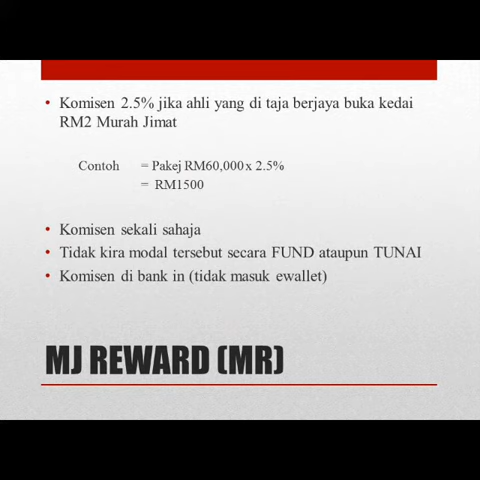 • Komisen 2.5% jika ahli yang di taja berjaya buka kedai
RM2 Murah Jimat
Contoh = Pakej RM60,000 x 2.5%
= RM1500
• Komisen sekali sahaja
• Tidak kira modal tersebut secara FUND ataupun TUNAI
• Komisen di bank in (tidak masuk ewallet)
MJ REWARD (MR)